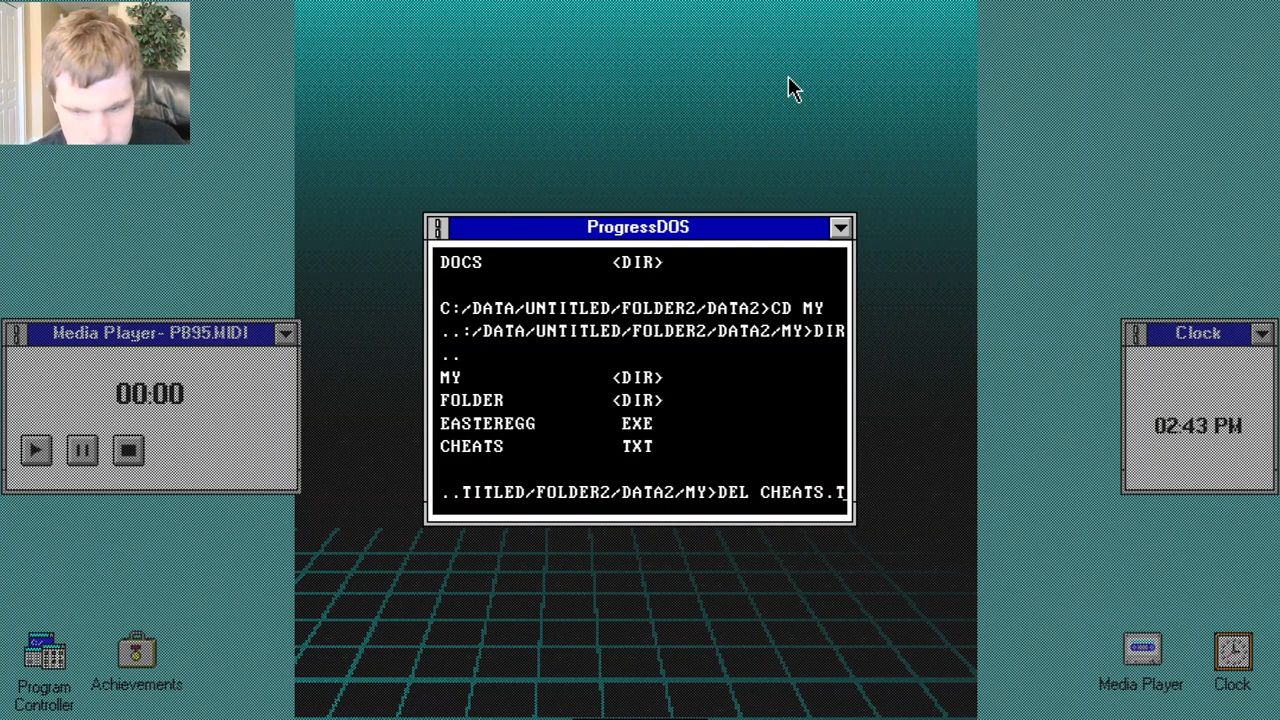 ProgressDOS
DOCS <DIR>
C:/DATA/UNTITLED/FOLDER2/DATA2>CD MY
..:/DATA/UNTITLED/FOLDER2/DATA2/MY>DIR
..
MY <DIR>
FOLDER <DIR>
EASTEREGG EXE
CHEATS TXT
..TITLED/FOLDER2/DATA2/MY>DEL CHEATS.T_
Media Player- PB95.MIDI
00:00
Clock
02:43 PM
Program
Controller
Achievements
Media Player
Clock